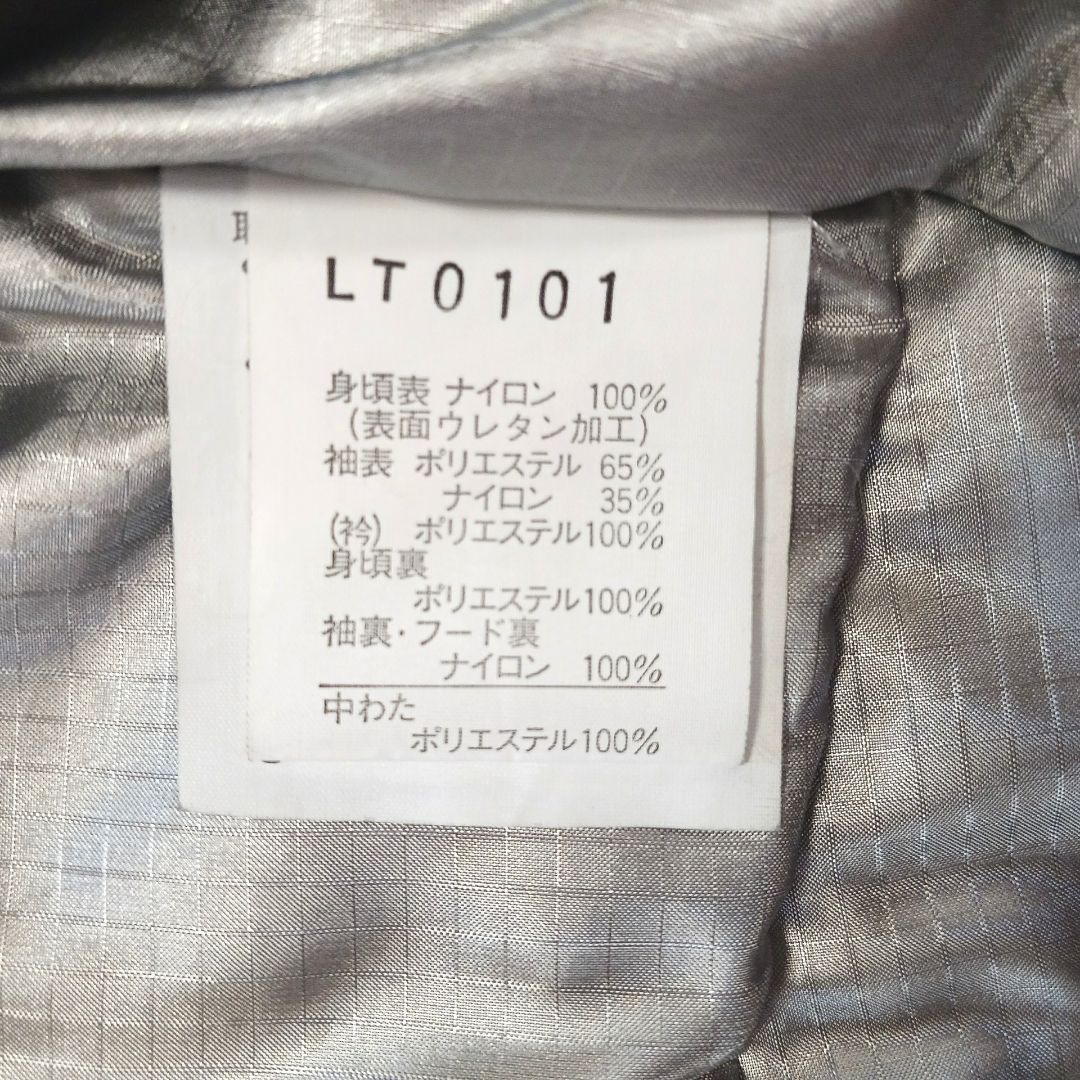 LT0101
身頃表 ナイロン 100%
(表面ウレタン加工)
袖表 ポリエステル 65%
ナイロン 35%
(衿) ポリエステル100%
身頃裏
ポリエステル100%
袖裏・フード裏
ナイロン 100%
中わた
ポリエステル100%